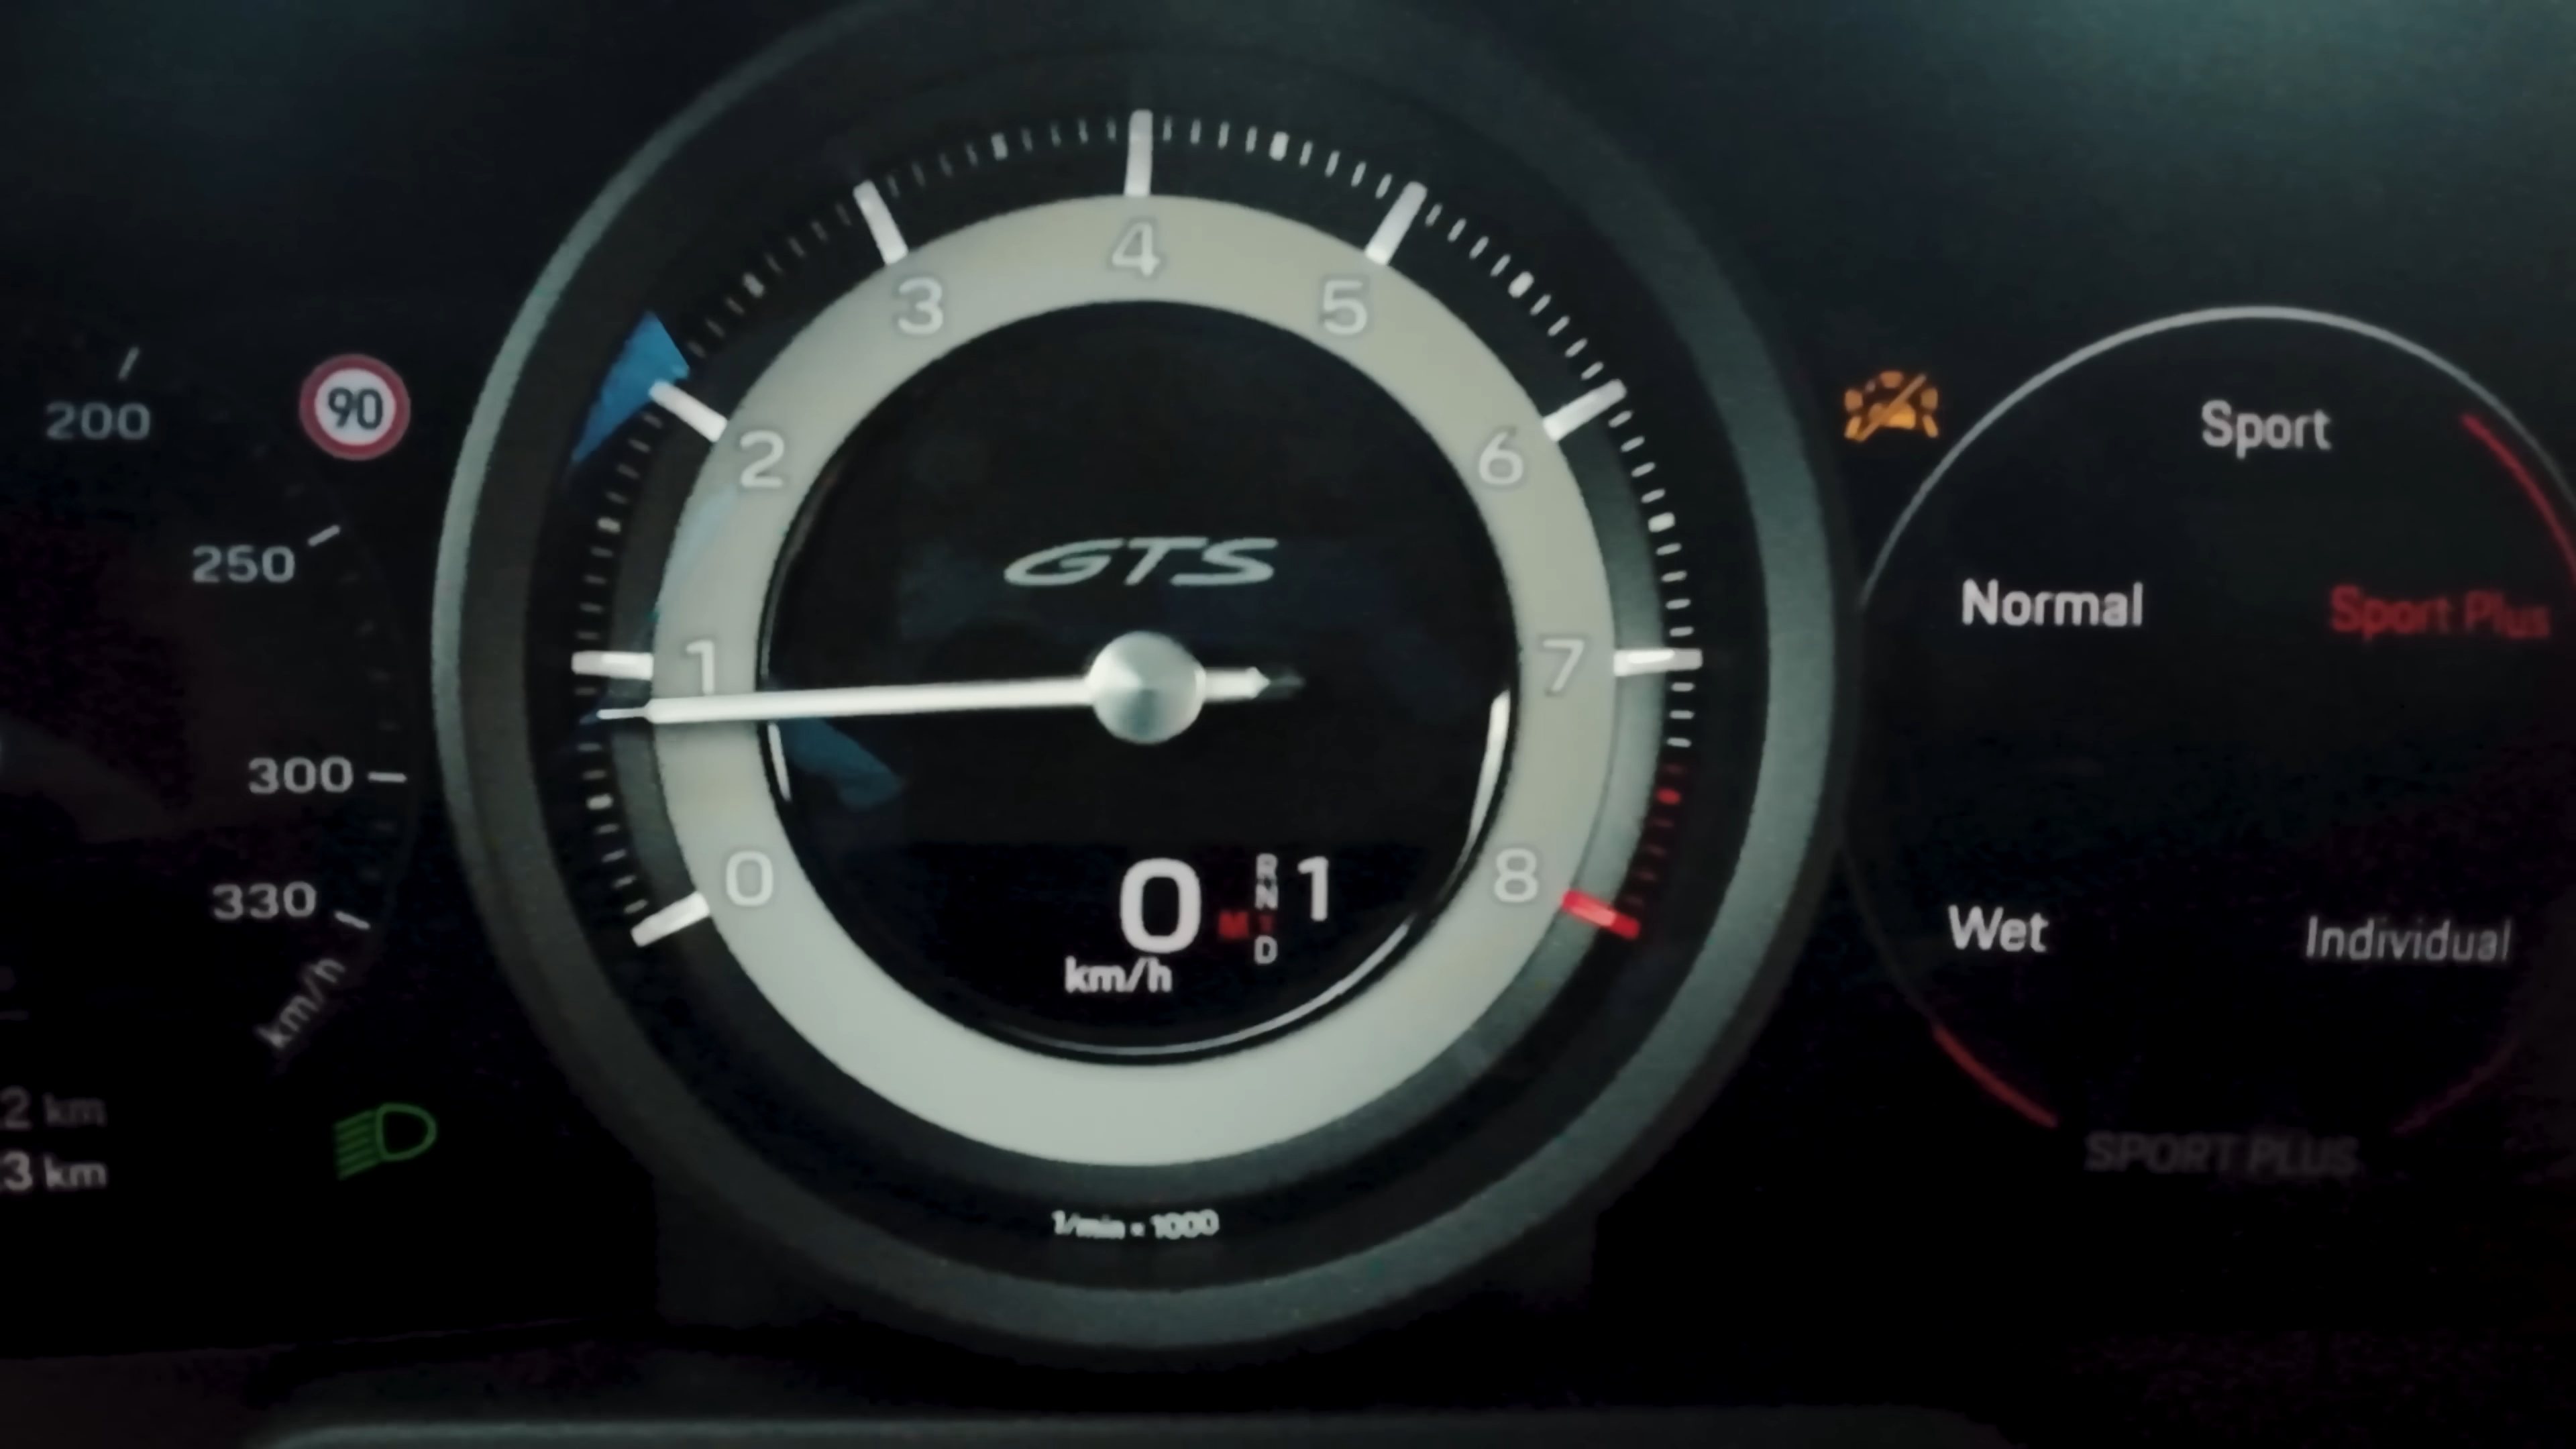 200
90
250
300
330
km/h
2 km
3 km
4
3
5
2
6
1
7
0
8
GTS
0
km/h
R
N
M
D
1
1/min = 1000
Sport
Normal
Sport Plus
Wet
Individual
SPORT PLUS